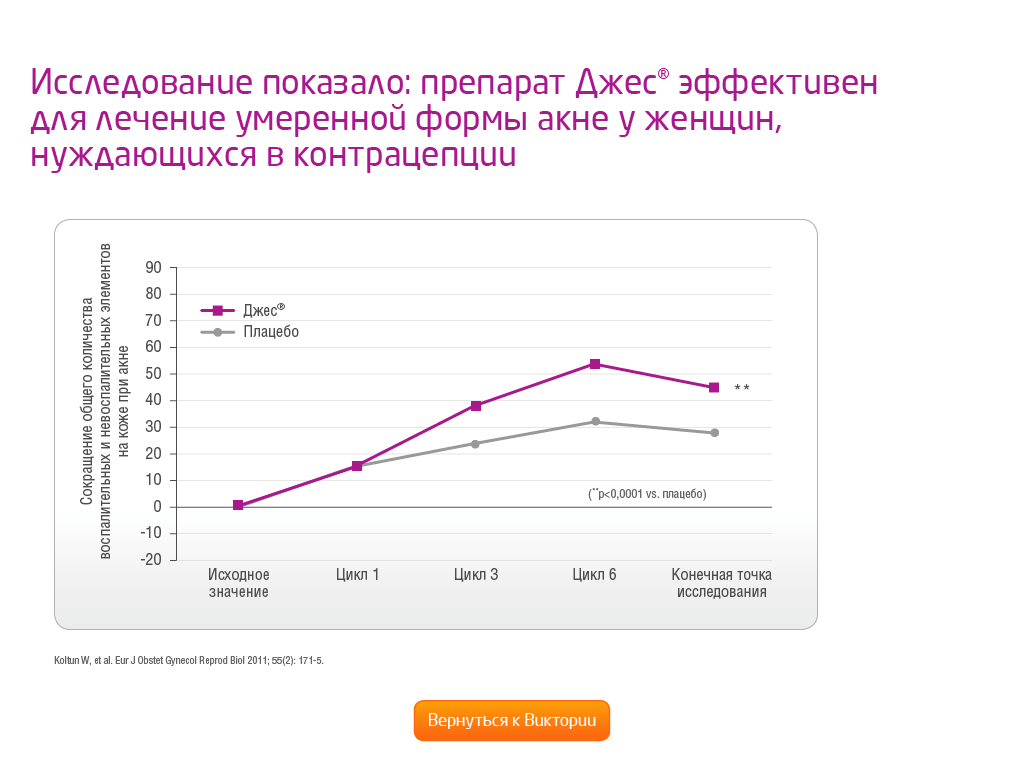 Исследование показало: препарат Джес® эффективен
для лечение умеренной формы акне у женщин,
нуждающихся в контрацепции
Сокращение общего количества
воспалительных и невоспалительных элементов
на коже при акне
90
80
70
60
50
40
30
20
10
0
-10
-20
Джес®
Плацебо
**
(**p<0,0001 vs. плацебо)
Исходное
значение
Цикл 1
Цикл 3
Цикл 6
Конечная точка
исследования
Koltun W, et al. Eur J Obstet Gynecol Reprod Biol 2011; 55(2): 171-5.
Вернуться к Виктории